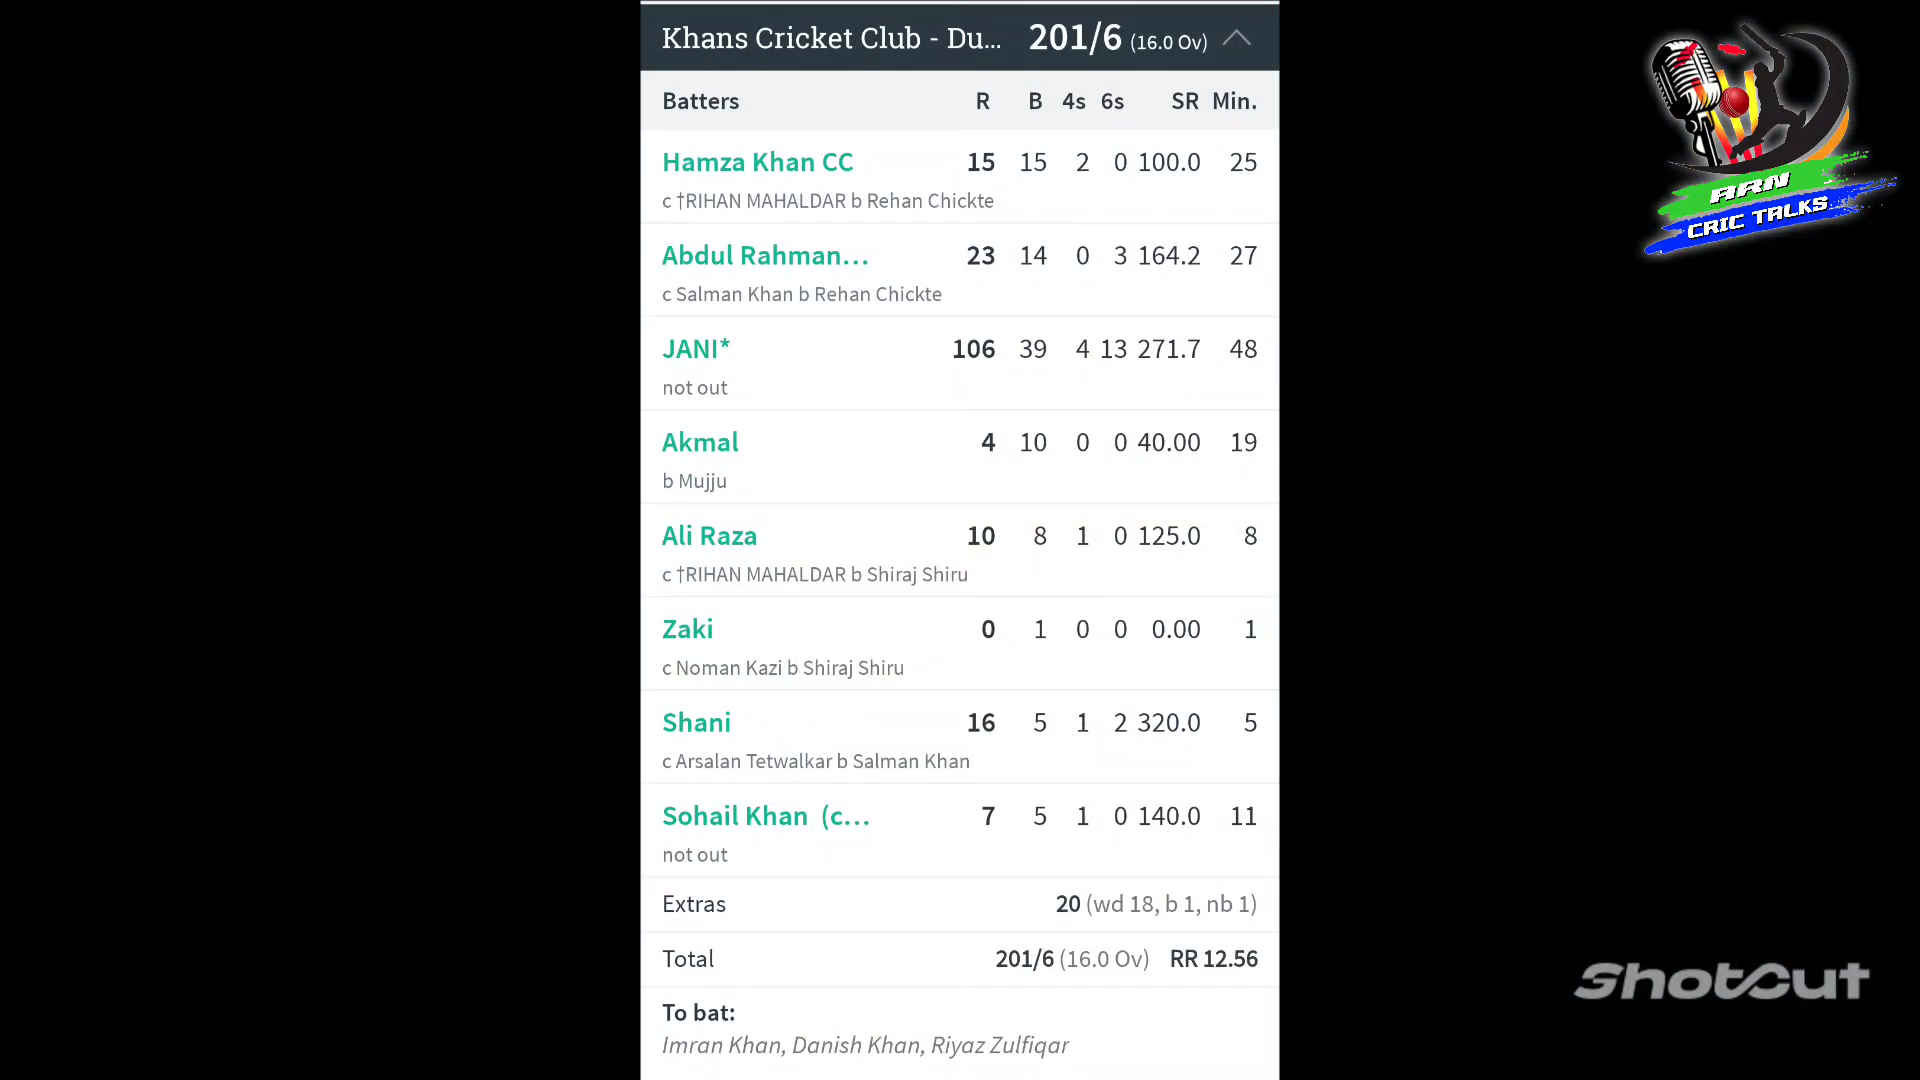 Khans Cricket Club - Du... 201/6 (16.0 Ov)
Batters R B 4s 6s SR Min.
Hamza Khan CC 15 15 2 0 100.0 25
c †RIHAN MAHALDAR b Rehan Chickte
Abdul Rahman... 23 14 0 3 164.2 27
c Salman Khan b Rehan Chickte
JANI* 106 39 4 13 271.7 48
not out
Akmal 4 10 0 0 40.00 19
b Mujju
Ali Raza 10 8 1 0 125.0 8
c †RIHAN MAHALDAR b Shiraj Shiru
Zaki 0 1 0 0 0.00 1
c Noman Kazi b Shiraj Shiru
Shani 16 5 1 2 320.0 5
c Arsalan Tetwalkar b Salman Khan
Sohail Khan (c... 7 5 1 0 140.0 11
not out
Extras 20 (wd 18, b 1, nb 1)
Total 201/6 (16.0 Ov) RR 12.56
To bat:
Imran Khan, Danish Khan, Riyaz Zulfiqar
ARN
CRIC TALKS
ShotCut